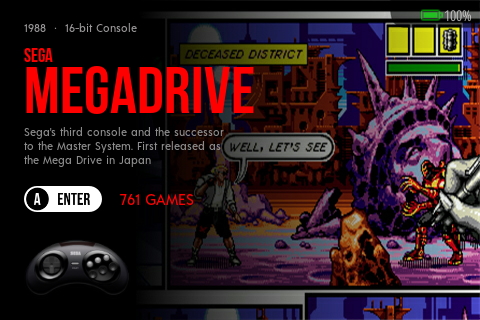 100%
1988 · 16-bit Console
DECEASED DISTRICT
SEGA
MEGADRIVE
Sega's third console and the successor
to the Master System. First released as
the Mega Drive in Japan
WELL, LET'S SEE
A ENTER
761 GAMES